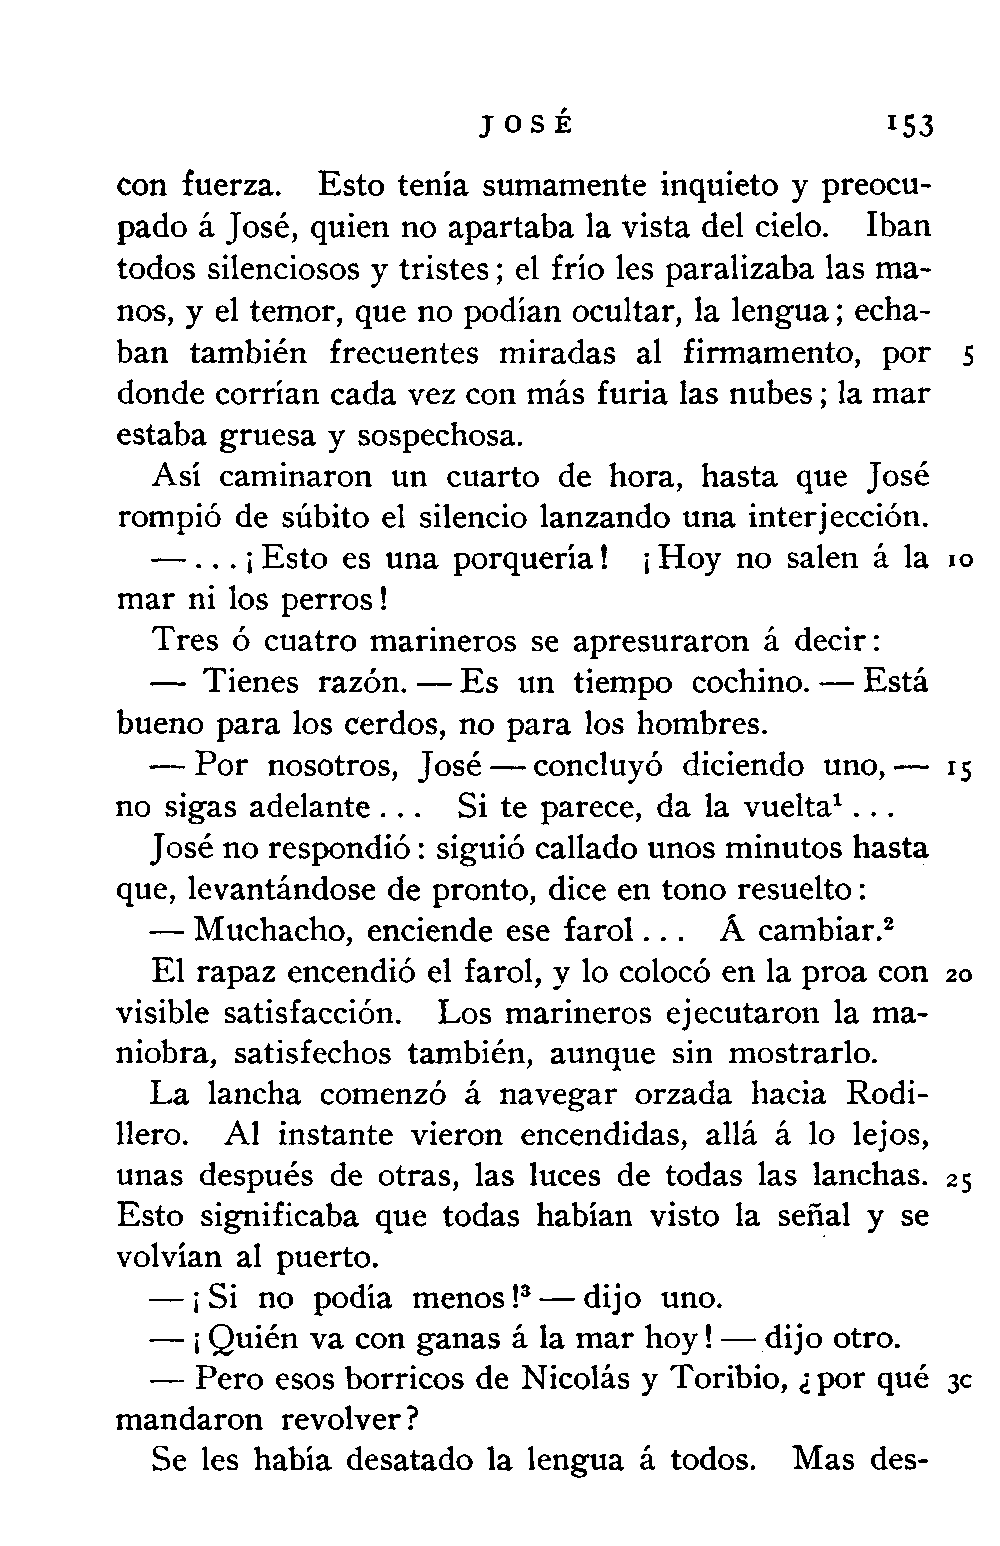 JOSÉ 153
con fuerza. Esto tenía sumamente inquieto y preocu-
pado á José, quien no apartaba la vista del cielo. Iban
todos silenciosos y tristes; el frío les paralizaba las ma-
nos, y el temor, que no podían ocultar, la lengua; echa-
ban también frecuentes miradas al firmamento, por 5
donde corrían cada vez con más furia las nubes; la mar
estaba gruesa y sospechosa.
Así caminaron un cuarto de hora, hasta que José
rompió de súbito el silencio lanzando una interjección.
—...¡Esto es una porquería! ¡Hoy no salen á la 10
mar ni los perros!
Tres ó cuatro marineros se apresuraron á decir:
— Tienes razón. — Es un tiempo cochino. — Está
bueno para los cerdos, no para los hombres.
— Por nosotros, José — concluyó diciendo uno, — 15
no sigas adelante... Si te parece, da la vuelta¹...
José no respondió: siguió callado unos minutos hasta
que, levantándose de pronto, dice en tono resuelto:
— Muchacho, enciende ese farol... Á cambiar.²
El rapaz encendió el farol, y lo colocó en la proa con 20
visible satisfacción. Los marineros ejecutaron la ma-
niobra, satisfechos también, aunque sin mostrarlo.
La lancha comenzó á navegar orzada hacia Rodi-
llero. Al instante vieron encendidas, allá á lo lejos,
unas después de otras, las luces de todas las lanchas. 25
Esto significaba que todas habían visto la señal y se
volvían al puerto.
— ¡Si no podía menos!³ — dijo uno.
— ¡Quién va con ganas á la mar hoy! — dijo otro.
— Pero esos borricos de Nicolás y Toribio, ¿por qué 3c
mandaron revolver?
Se les había desatado la lengua á todos. Mas des-